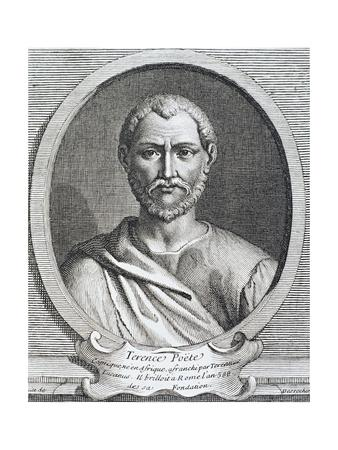 Terence Poëte
Comique né en Afrique, afranchi par Terentius
Lucanus. Il brilloit a Rome l'an 588
de sa Fondation.